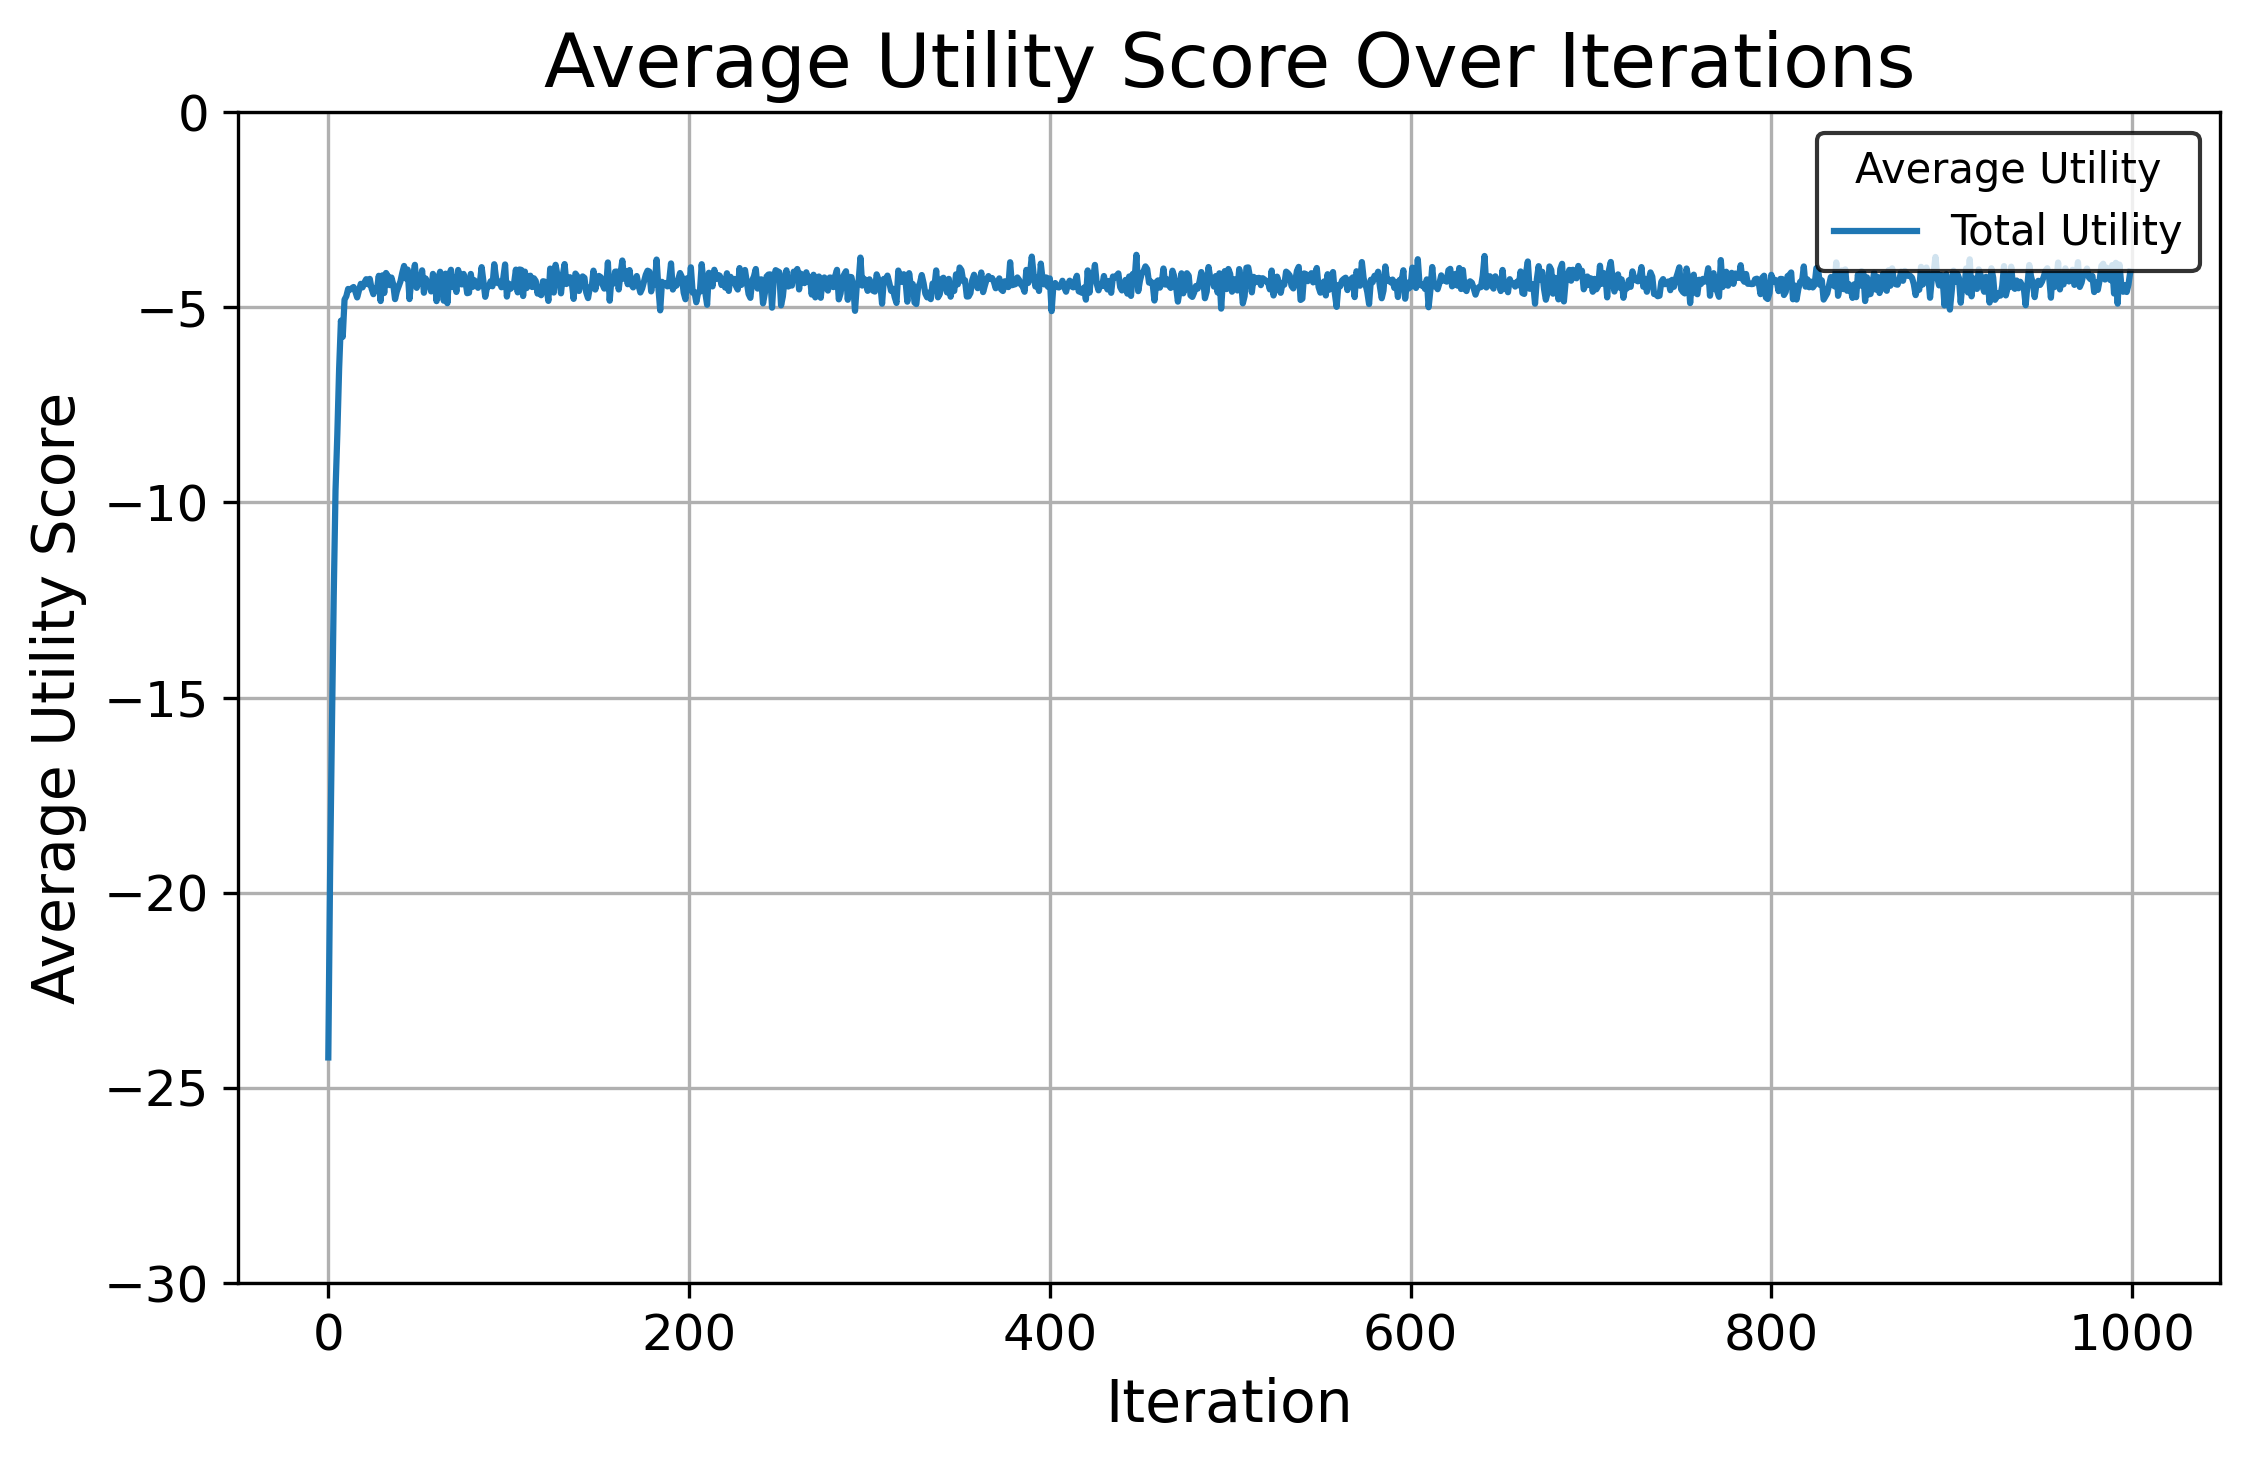 Average Utility Score Over Iterations
Average Utility
Total Utility
Average Utility Score
0
−5
−10
−15
−20
−25
−30
0 200 400 600 800 1000
Iteration